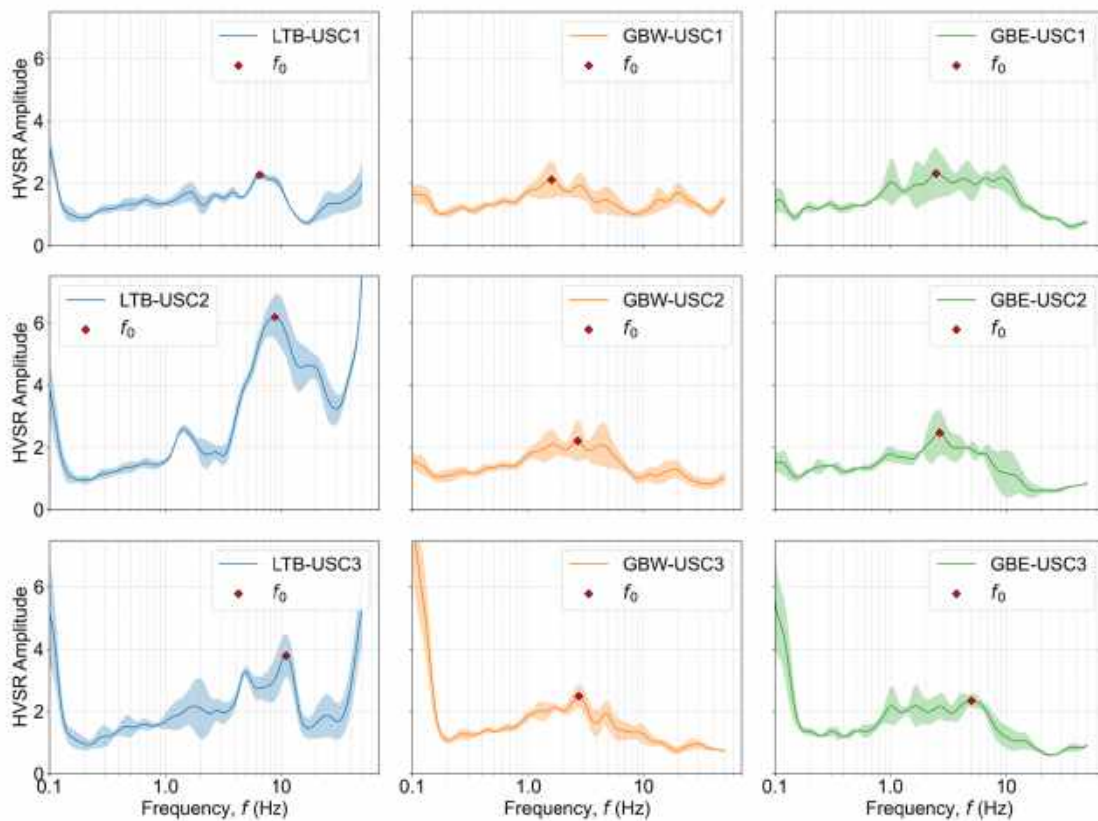 HVSR Amplitude
6
4
2
0
LTB-USC1
f0
GBW-USC1
f0
GBE-USC1
f0
HVSR Amplitude
6
4
2
0
LTB-USC2
f0
GBW-USC2
f0
GBE-USC2
f0
HVSR Amplitude
6
4
2
0
LTB-USC3
f0
GBW-USC3
f0
GBE-USC3
f0
0.1 1.0 10
0.1 1.0 10
0.1 1.0 10
Frequency, f (Hz)
Frequency, f (Hz)
Frequency, f (Hz)